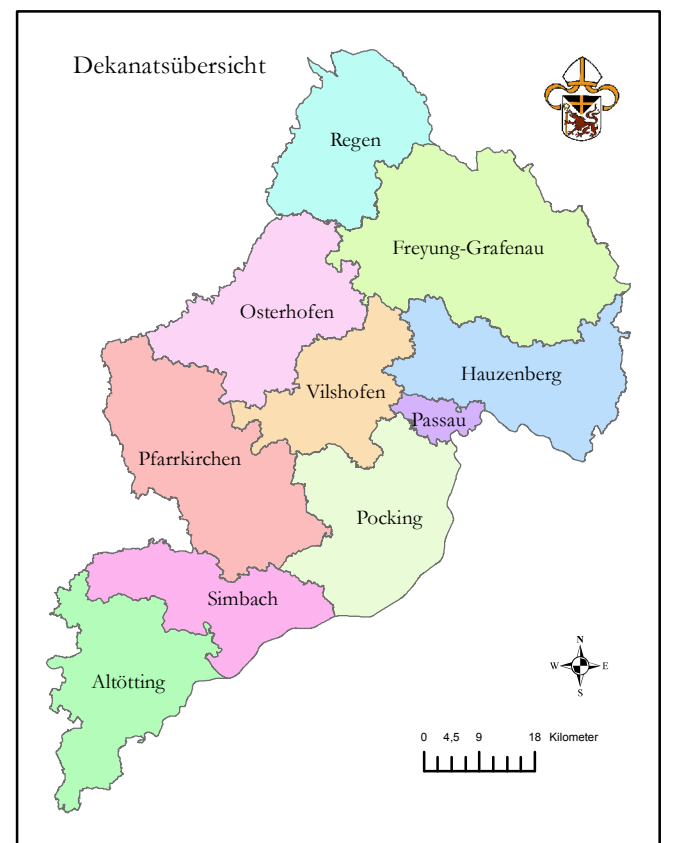 Dekanatsübersicht
Regen
Freyung-Grafenau
Osterhofen
Hauzenberg
Vilshofen
Passau
Pfarrkirchen
Pocking
Simbach
Altötting
N
W E
S
0 4,5 9 18 Kilometer